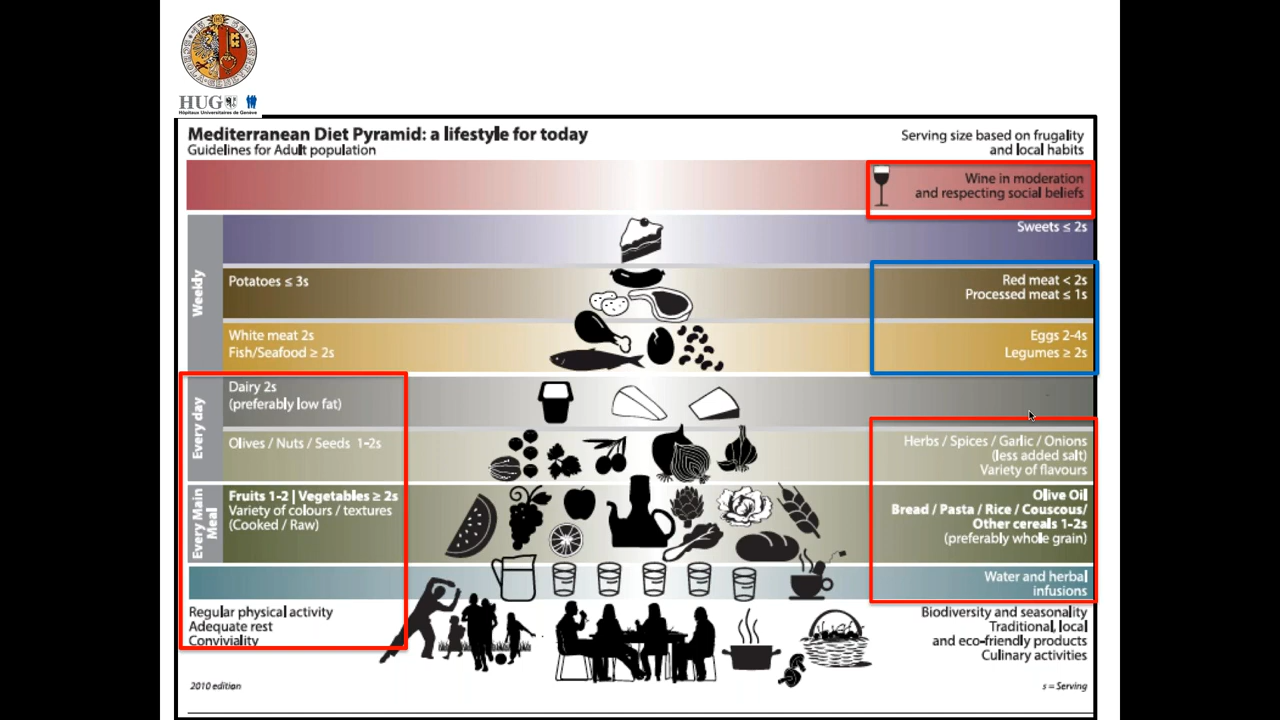 HUG
Hôpitaux Universitaires de Genève
Mediterranean Diet Pyramid: a lifestyle for today
Guidelines for Adult population
Serving size based on frugality
and local habits
Wine in moderation
and respecting social beliefs
Weekly
Sweets ≤ 2s
Potatoes ≤ 3s
Red meat < 2s
Processed meat ≤ 1s
White meat 2s
Fish/Seafood ≥ 2s
Eggs 2-4s
Legumes ≥ 2s
Every day
Dairy 2s
(preferably low fat)
Olives / Nuts / Seeds 1-2s
Herbs / Spices / Garlic / Onions
(less added salt)
Variety of flavours
Every Main
Meal
Fruits 1-2 | Vegetables ≥ 2s
Variety of colours / textures
(Cooked / Raw)
Olive Oil
Bread / Pasta / Rice / Couscous/
Other cereals 1-2s
(preferably whole grain)
Water and herbal
infusions
Regular physical activity
Adequate rest
Conviviality
Biodiversity and seasonality
Traditional, local
and eco-friendly products
Culinary activities
2010 edition
s = Serving